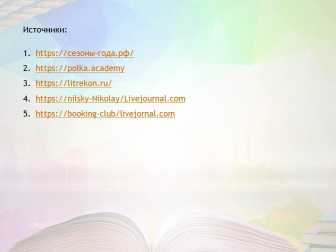 Источники:
1. https://сезоны-года.рф/
2. https://polka.academy
3. https://litrekon.ru/
4. https://nilsky-Nikolay/Livejournal.com
5. https://booking-club/livejornal.com